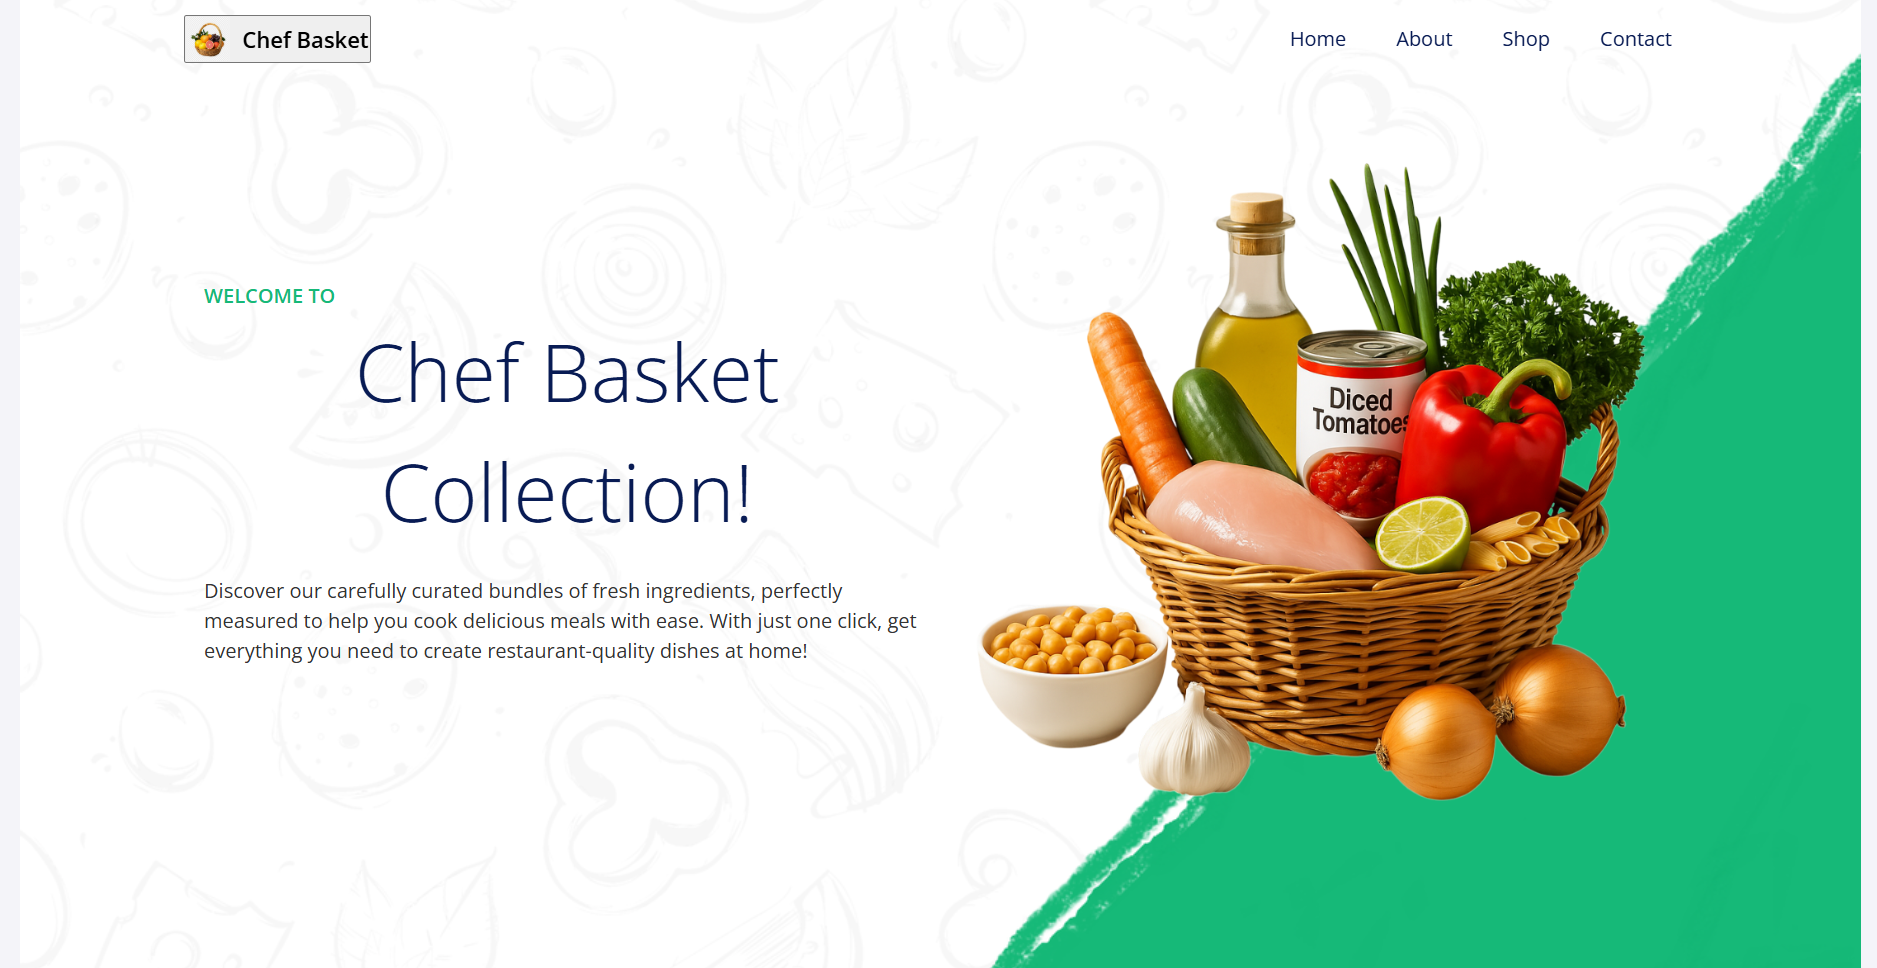 Chef Basket
Home About Shop Contact
WELCOME TO
Chef Basket
Collection!
Diced
Tomatoes
Discover our carefully curated bundles of fresh ingredients, perfectly
measured to help you cook delicious meals with ease. With just one click, get
everything you need to create restaurant-quality dishes at home!